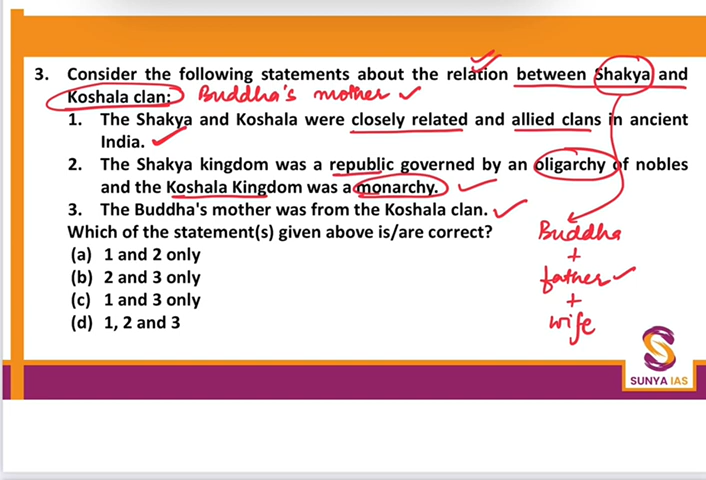 3. Consider the following statements about the relation between Shakya and
Koshala clan: Buddha's mother
1. The Shakya and Koshala were closely related and allied clans in ancient
India.
2. The Shakya kingdom was a republic governed by an oligarchy of nobles
and the Koshala Kingdom was a monarchy.
3. The Buddha's mother was from the Koshala clan.
Which of the statement(s) given above is/are correct?
(a) 1 and 2 only
(b) 2 and 3 only
(c) 1 and 3 only
(d) 1, 2 and 3
Buddha
+
father
+
wife
SUNYA IAS